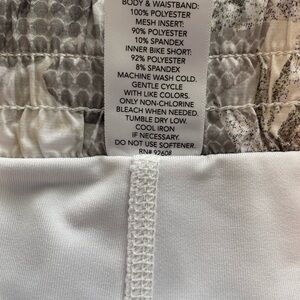 BODY & WAISTBAND:
100% POLYESTER
MESH INSERT:
90% POLYESTER
10% SPANDEX
INNER BIKE SHORT:
92% POLYESTER
8% SPANDEX
MACHINE WASH COLD.
GENTLE CYCLE
WITH LIKE COLORS.
ONLY NON-CHLORINE
BLEACH WHEN NEEDED.
TUMBLE DRY LOW.
COOL IRON
IF NECESSARY.
DO NOT USE SOFTENER.
RN# 92608